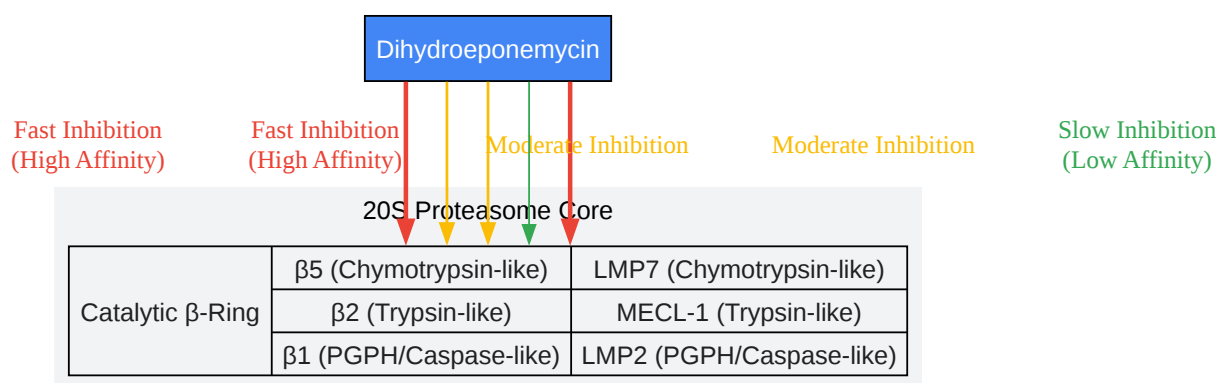 Dihydroeponemycin
Fast Inhibition
(High Affinity)
Fast Inhibition
(High Affinity)
Moderate Inhibition
Moderate Inhibition
Slow Inhibition
(Low Affinity)
20S Proteasome Core
Catalytic β-Ring
β5 (Chymotrypsin-like)
LMP7 (Chymotrypsin-like)
β2 (Trypsin-like)
MECL-1 (Trypsin-like)
β1 (PGPH/Caspase-like)
LMP2 (PGPH/Caspase-like)